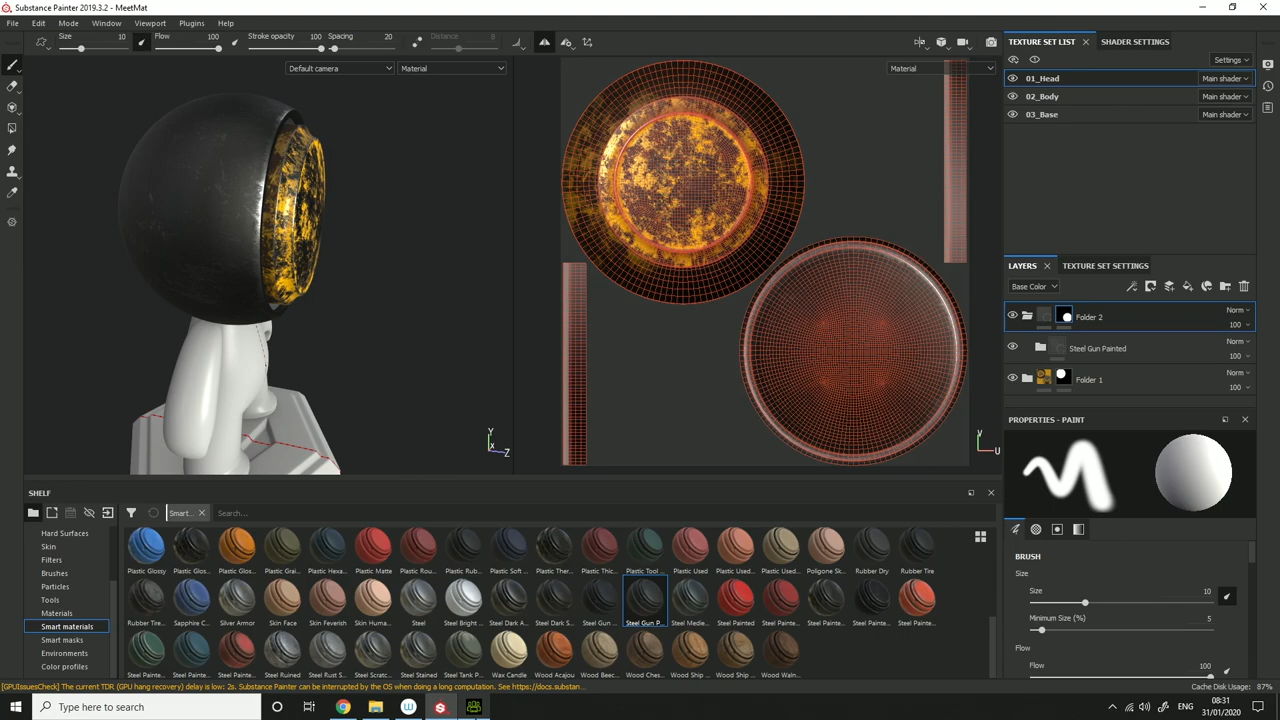 Substance Painter 2019.3.2 - MeetMat
File Edit Mode Window Viewport Plugins Help
Size 10 Flow 100 Stroke opacity 100 Spacing 20 Distance 8
Default camera Material Material
TEXTURE SET LIST SHADER SETTINGS
Settings
01_Head Main shader
02_Body Main shader
03_Base Main shader
Y
X
Z
V
U
LAYERS TEXTURE SET SETTINGS
Base Color
Folder 2 Norm
100
Steel Gun Painted Norm
100
Folder 1 Norm
100
PROPERTIES - PAINT
BRUSH
Size
Size 10
Minimum Size (%) 5
Flow
Flow 100
SHELF
Smart... Search...
Hard Surfaces
Skin
Filters
Brushes
Particles
Tools
Materials
Smart materials
Smart masks
Environments
Color profiles
Plastic Glossy Plastic Glos... Plastic Glos... Plastic Grai... Plastic Hexa... Plastic Matte Plastic Rou... Plastic Rub... Plastic Soft ... Plastic Ther... Plastic Thic... Plastic Tool ... Plastic Used Plastic Used... Poligone Sk... Rubber Dry Rubber Tire
Rubber Tire... Sapphire C... Silver Armor Skin Face Skin Feverish Skin Huma... Steel Steel Bright ... Steel Dark A... Steel Dark S... Steel Gun ... Steel Gun P... Steel Medie... Steel Painted Steel Painte... Steel Painte... Steel Painte... Steel Painte...
Steel Painte... Steel Painte... Steel Painte... Steel Ruined Steel Rust S... Steel Scratc... Steel Stained Steel Tank P... Wax Candle Wood Acajou Wood Beec... Wood Ches... Wood Ship ... Wood Ship ... Wood Waln...
[GPUIssuesCheck] The current TDR (GPU hang recovery) delay is low: 2s. Substance Painter can be interrupted by the OS when doing a long computation. See https://docs.substan...
Cache Disk Usage: 87%
Type here to search
ENG
08:31
31/01/2020